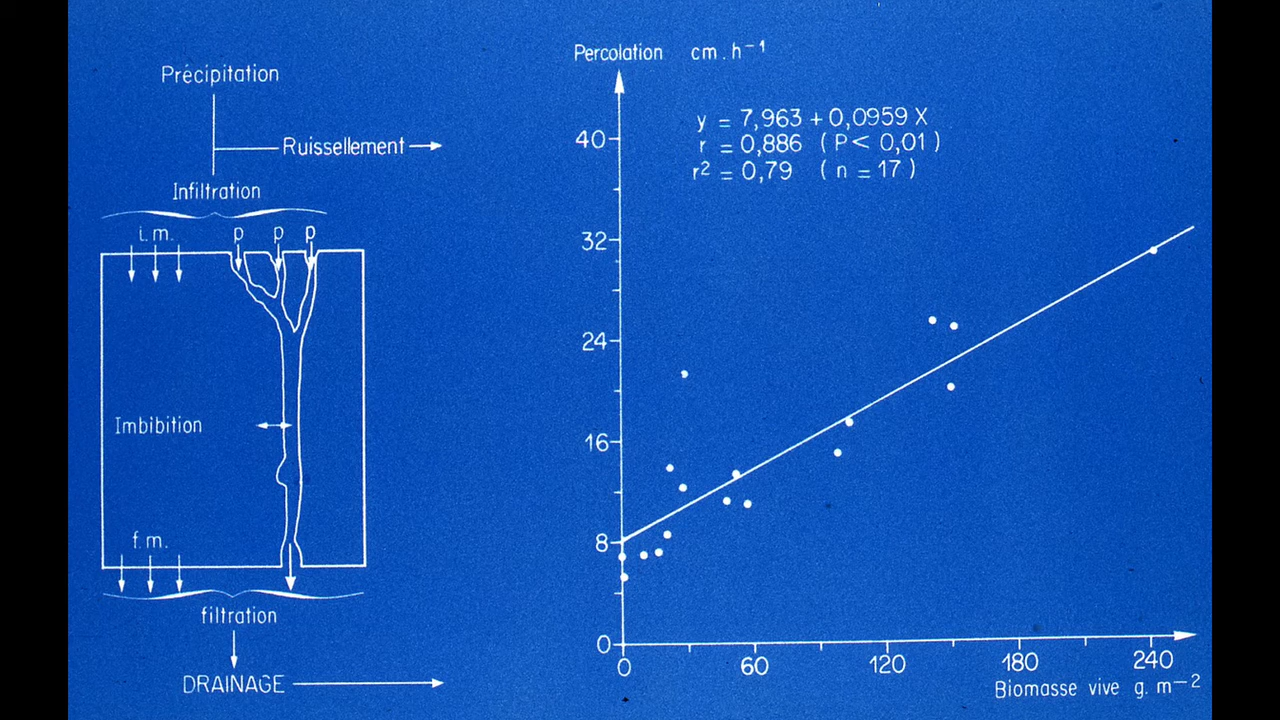 Précipitation
Ruissellement
Infiltration
i.m.
p p p
Imbibition
f.m.
filtration
DRAINAGE
Percolation cm.h⁻¹
y = 7,963 + 0,0959 X
r = 0,886 (P < 0,01)
r² = 0,79 (n = 17)
40
32
24
16
8
0
0 60 120 180 240
Biomasse vive g.m⁻²